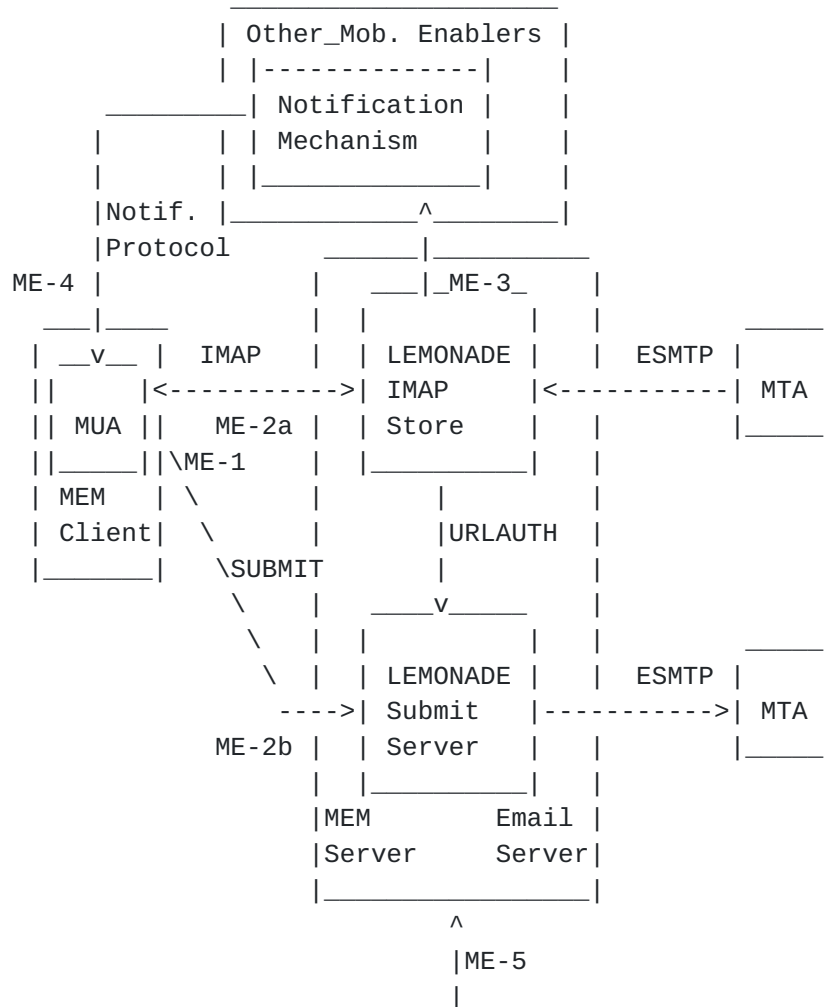 Other_Mob. Enablers
Notification
Mechanism
Notif.
Protocol
ME-4 ME-3
IMAP LEMONADE ESMTP
IMAP MTA
MUA ME-2a Store
ME-1
MEM
Client URLAUTH
SUBMIT
LEMONADE ESMTP
Submit MTA
ME-2b Server
MEM Email
Server Server
ME-5